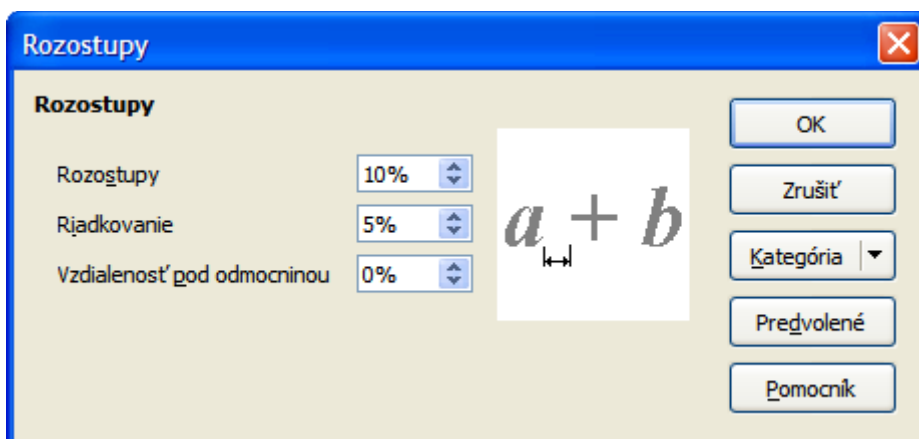 Rozostupy
Rozostupy
Rozostupy 10%
Riadkovanie 5%
Vzdialenosť pod odmocninou 0%
a + b
OK
Zrušiť
Kategória
Predvolené
Pomocník